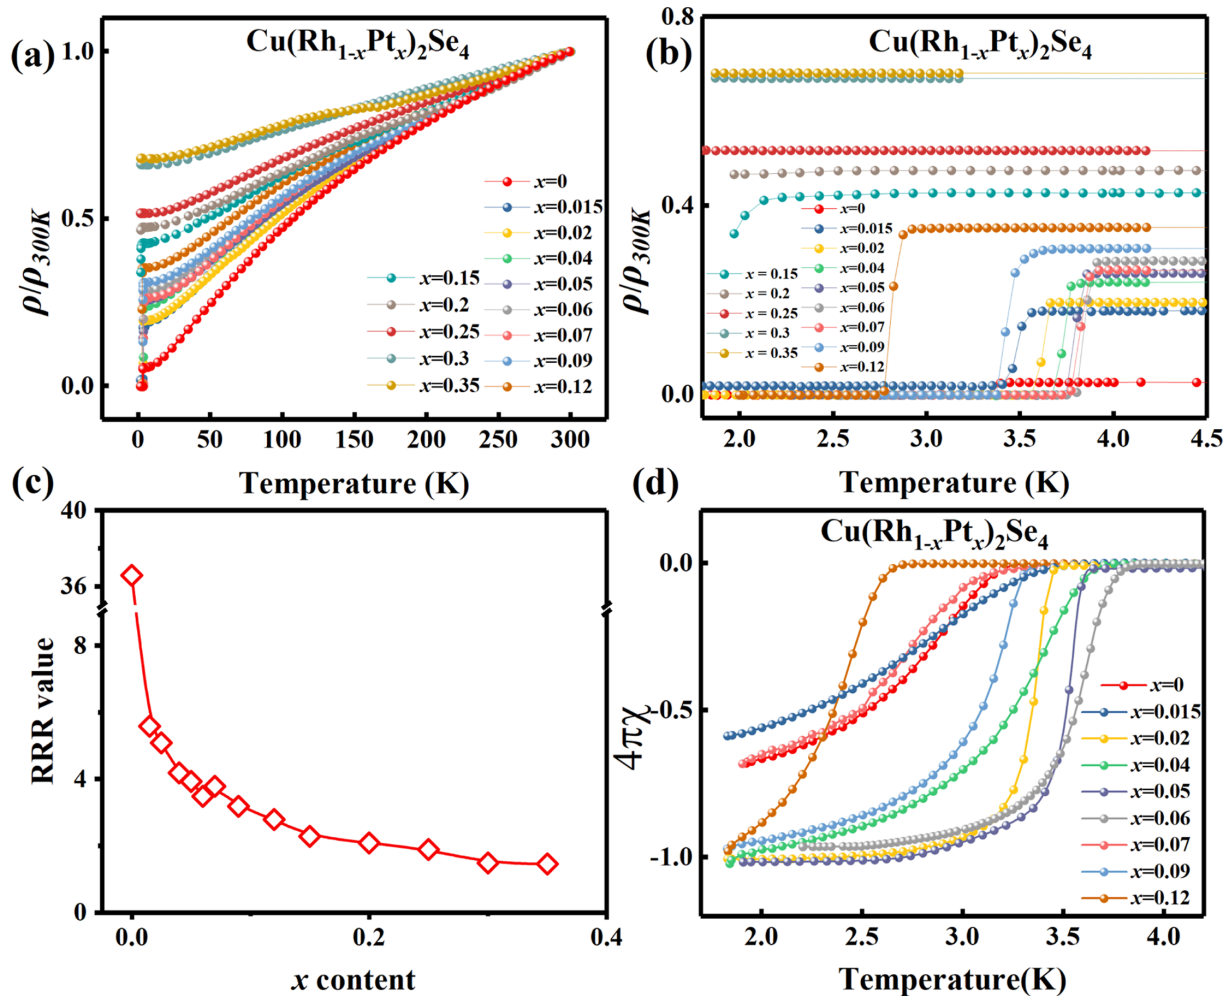 (a)
Cu(Rh1-xPtx)2Se4
ρ/ρ300K
1.0
0.5
0.0
x=0
x=0.015
x=0.02
x=0.04
x=0.05
x=0.06
x=0.07
x=0.09
x=0.12
x=0.15
x=0.2
x=0.25
x=0.3
x=0.35
0
50
100
150
200
250
300
Temperature (K)
(b)
Cu(Rh1-xPtx)2Se4
ρ/ρ300K
0.8
0.4
0.0
x = 0.15
x = 0.2
x = 0.25
x = 0.3
x = 0.35
x=0
x=0.015
x=0.02
x=0.04
x=0.05
x=0.06
x=0.07
x=0.09
x=0.12
2.0
2.5
3.0
3.5
4.0
4.5
Temperature (K)
(c)
RRR value
40
36
8
4
0
0.0
0.2
0.4
x content
(d)
Cu(Rh1-xPtx)2Se4
4πχ
0.0
-0.5
-1.0
x=0
x=0.015
x=0.02
x=0.04
x=0.05
x=0.06
x=0.07
x=0.09
x=0.12
2.0
2.5
3.0
3.5
4.0
Temperature(K)